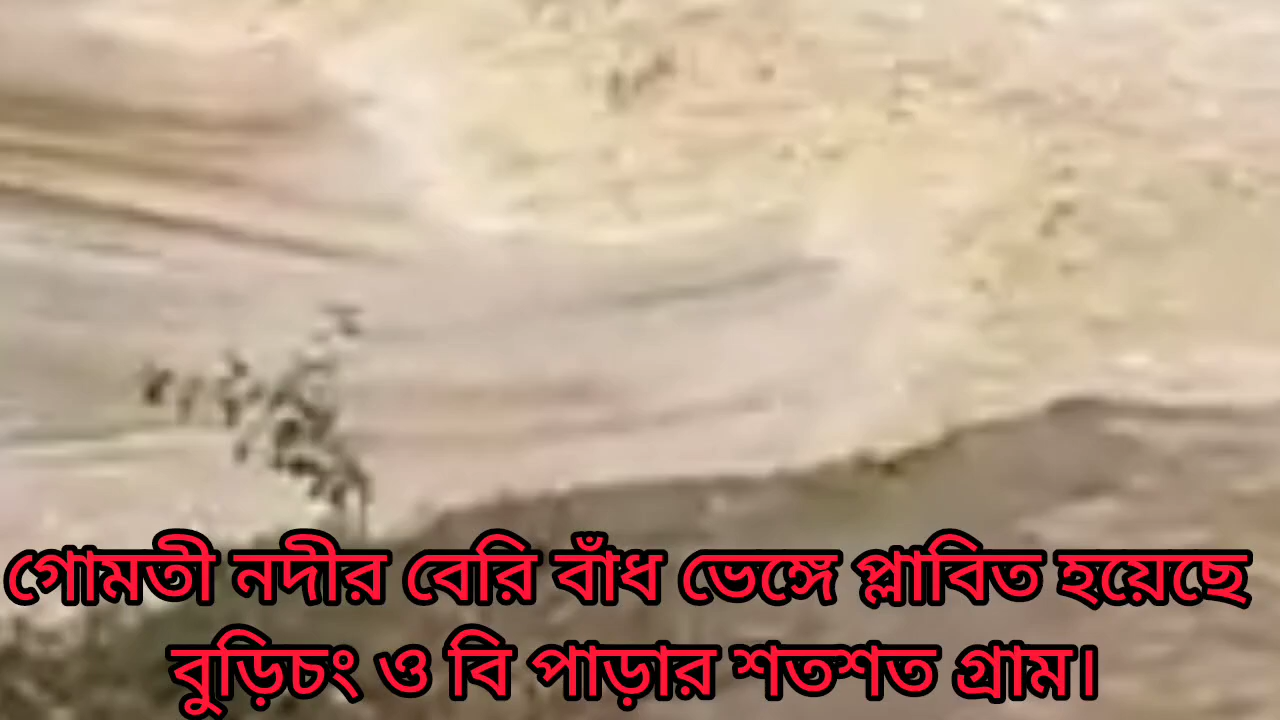 গোমতী নদীর বেরি বাঁধ ভেঙ্গে প্লাবিত হয়েছে
বুড়িচং ও বি পাড়ার শতশত গ্রাম।